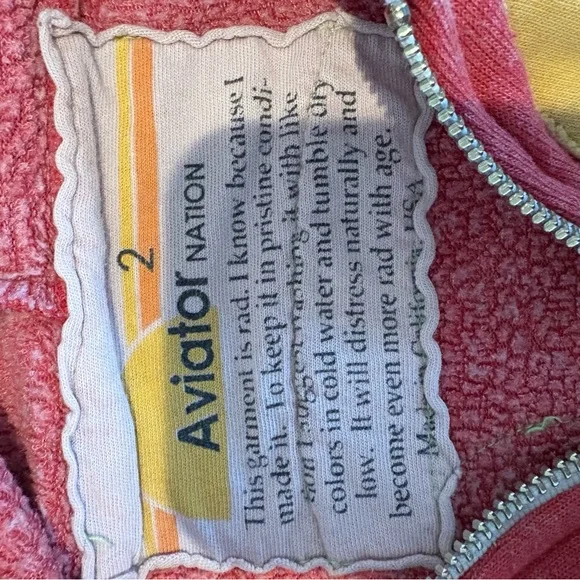 2
Aviator NATION
This garment is rad. I know because I
made it. To keep it in pristine condi-
tion I suggest washing it with like
colors in cold water and tumble dry
low. It will distress naturally and
become even more rad with age.
Made in California, USA